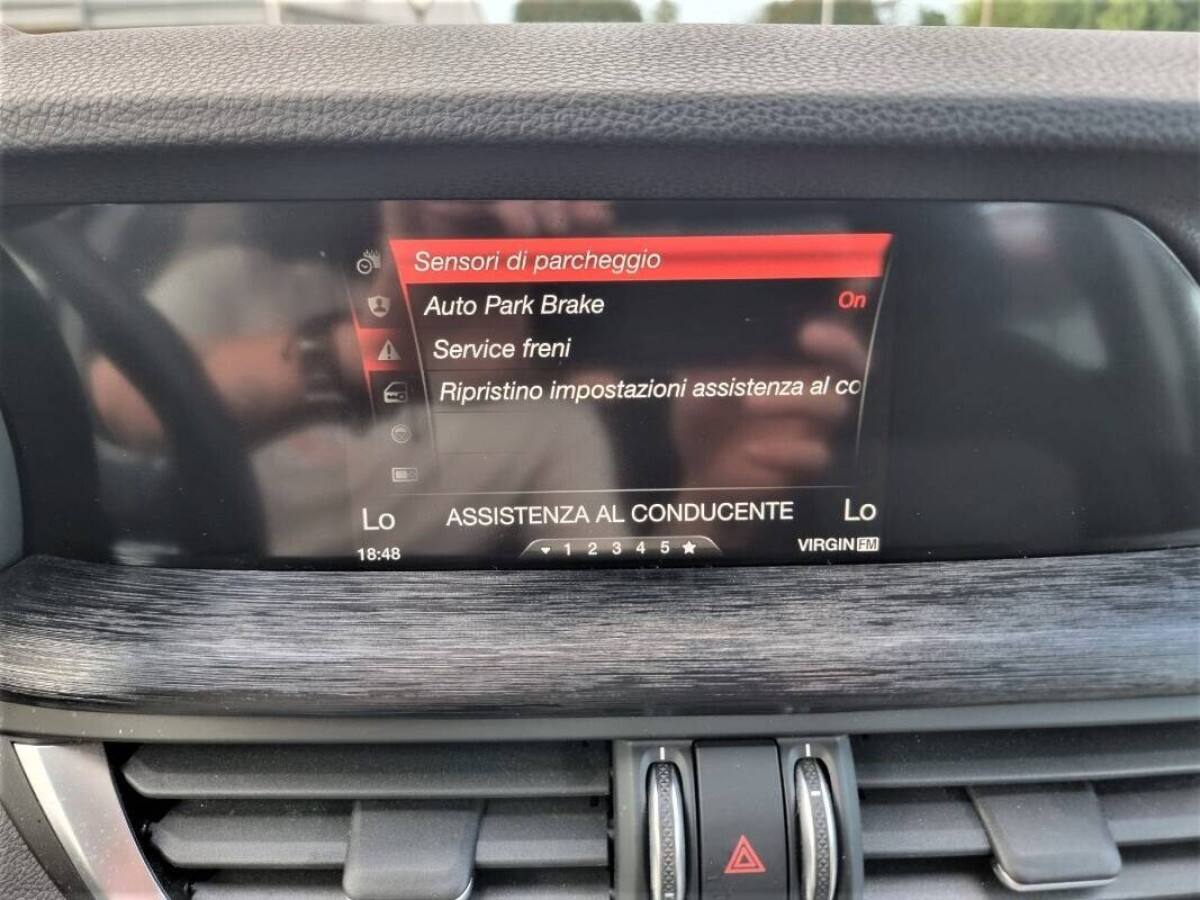 Sensori di parcheggio
Auto Park Brake On
Service freni
Ripristino impostazioni assistenza al co
Lo ASSISTENZA AL CONDUCENTE Lo
18:48 1 2 3 4 5 VIRGIN FM